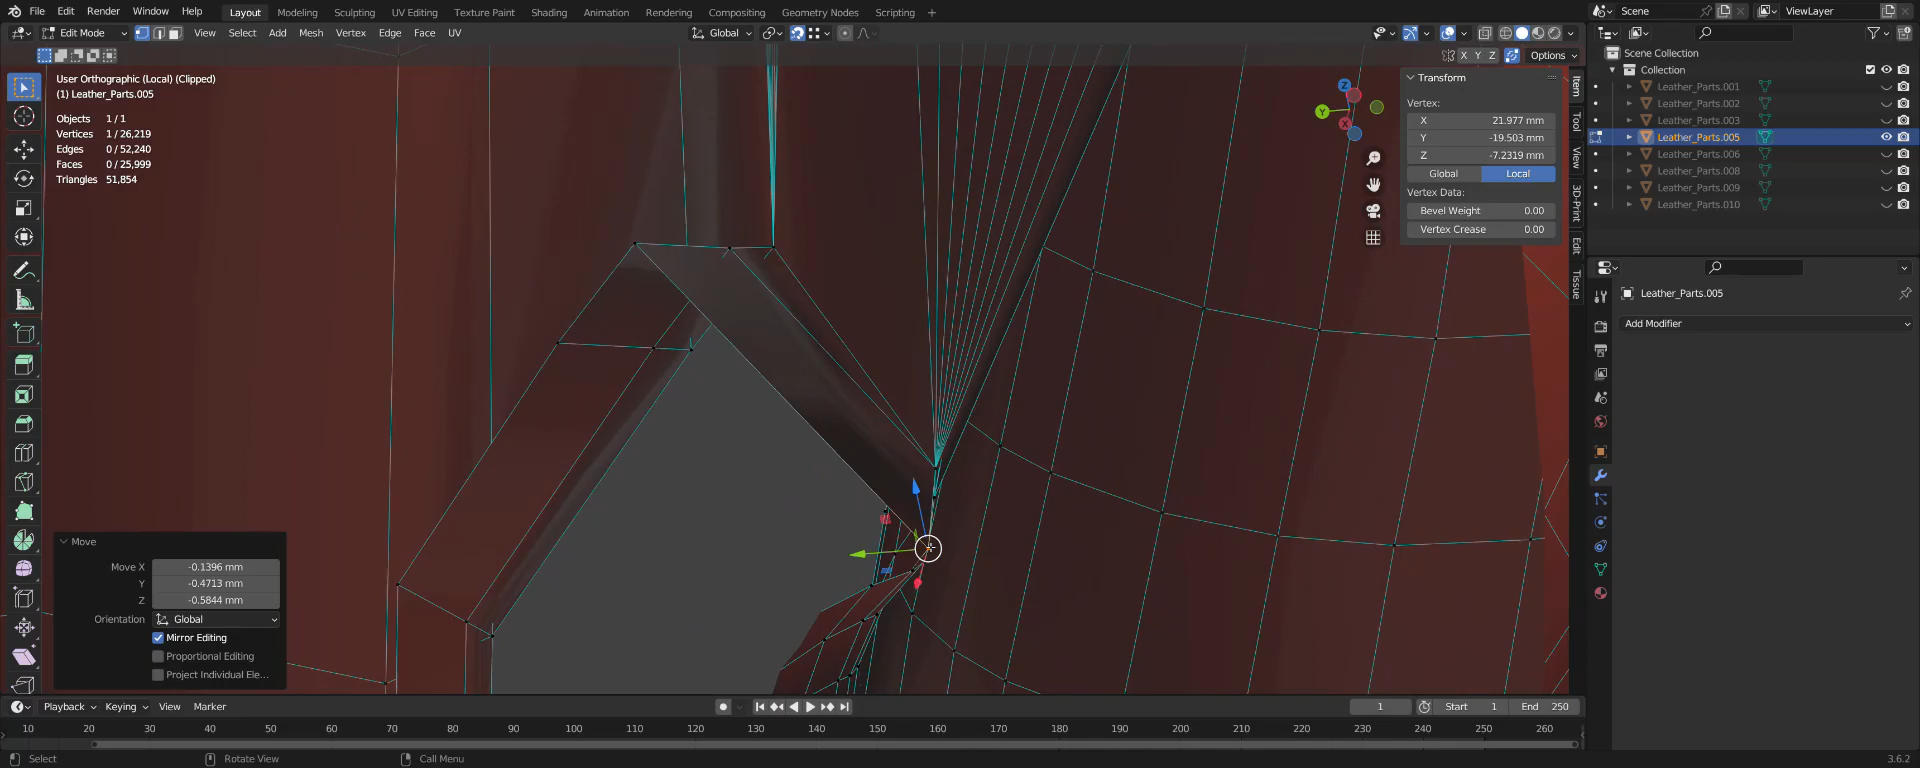 File Edit Render Window Help Layout Modeling Sculpting UV Editing Texture Paint Shading Animation Rendering Compositing Geometry Nodes Scripting + Scene ViewLayer
Edit Mode View Select Add Mesh Vertex Edge Face UV Global
X Y Z Options
User Orthographic (Local) (Clipped)
(1) Leather_Parts.005
Objects 1 / 1
Vertices 1 / 26,219
Edges 0 / 52,240
Faces 0 / 25,999
Triangles 51,854
Z
Y
X
Transform
Vertex:
X 21.977 mm
Y -19.503 mm
Z -7.2319 mm
Global Local
Vertex Data:
Bevel Weight 0.00
Vertex Crease 0.00
Item
Tool
View
3D-Print
Edit
Tissue
Scene Collection
Collection
Leather_Parts.001
Leather_Parts.002
Leather_Parts.003
Leather_Parts.005
Leather_Parts.006
Leather_Parts.008
Leather_Parts.009
Leather_Parts.010
Leather_Parts.005
Add Modifier
Move
Move X -0.1396 mm
Y -0.4713 mm
Z -0.5844 mm
Orientation Global
Mirror Editing
Proportional Editing
Project Individual Ele...
Playback Keying View Marker 1 Start 1 End 250
10 20 30 40 50 60 70 80 90 100 110 120 130 140 150 160 170 180 190 200 210 220 230 240 250 260
Select Rotate View Call Menu 3.6.2